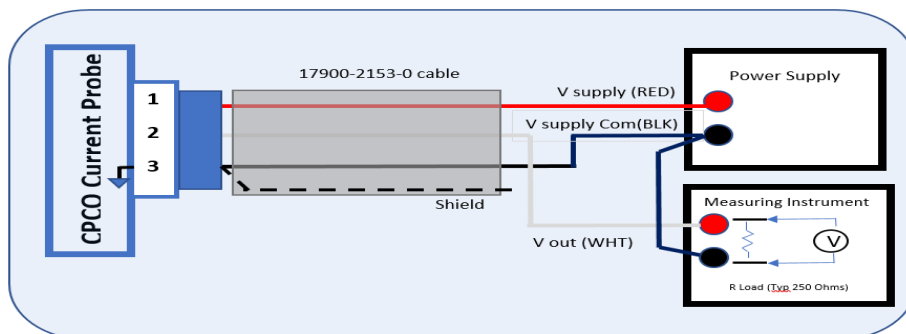 CPCO Current Probe
1
2
3
17900-2153-0 cable
V supply (RED)
V supply Com(BLK)
Shield
V out (WHT)
Power Supply
Measuring Instrument
V
R Load (Typ 250 Ohms)